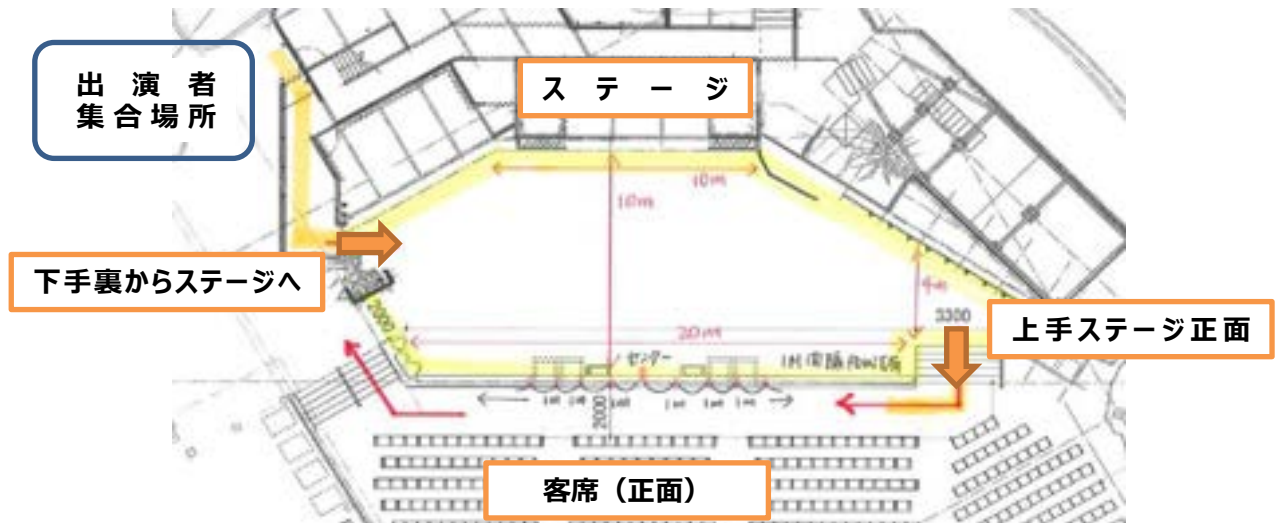 出演者
集合場所
ステージ
10m
10m
下手裏からステージへ
2000
4m
3300
上手ステージ正面
20m
センター
2000
客席（正面）